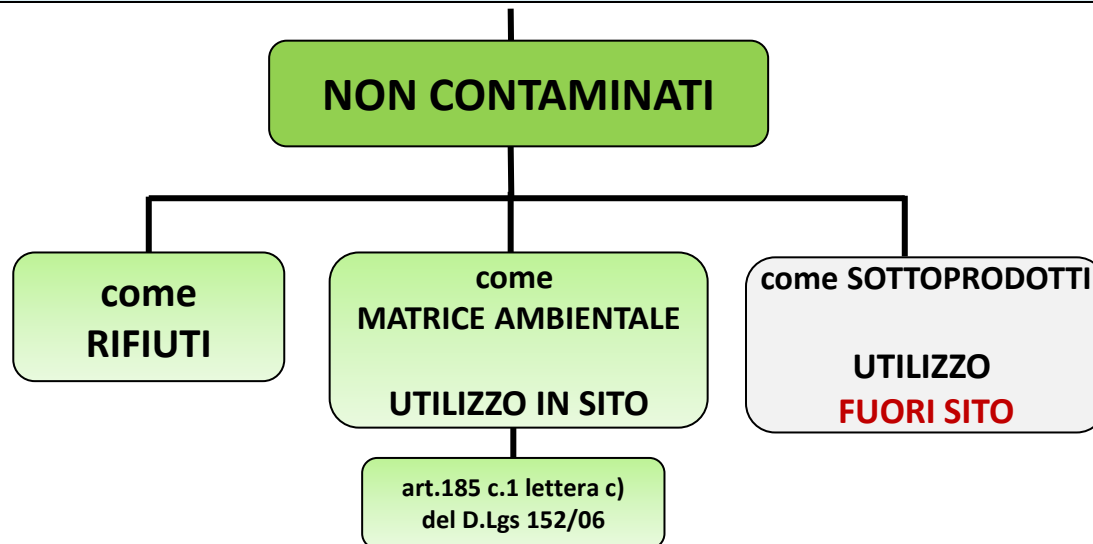 NON CONTAMINATI
come
RIFIUTI
come
MATRICE AMBIENTALE
UTILIZZO IN SITO
come SOTTOPRODOTTI
UTILIZZO
FUORI SITO
art.185 c.1 lettera c)
del D.Lgs 152/06